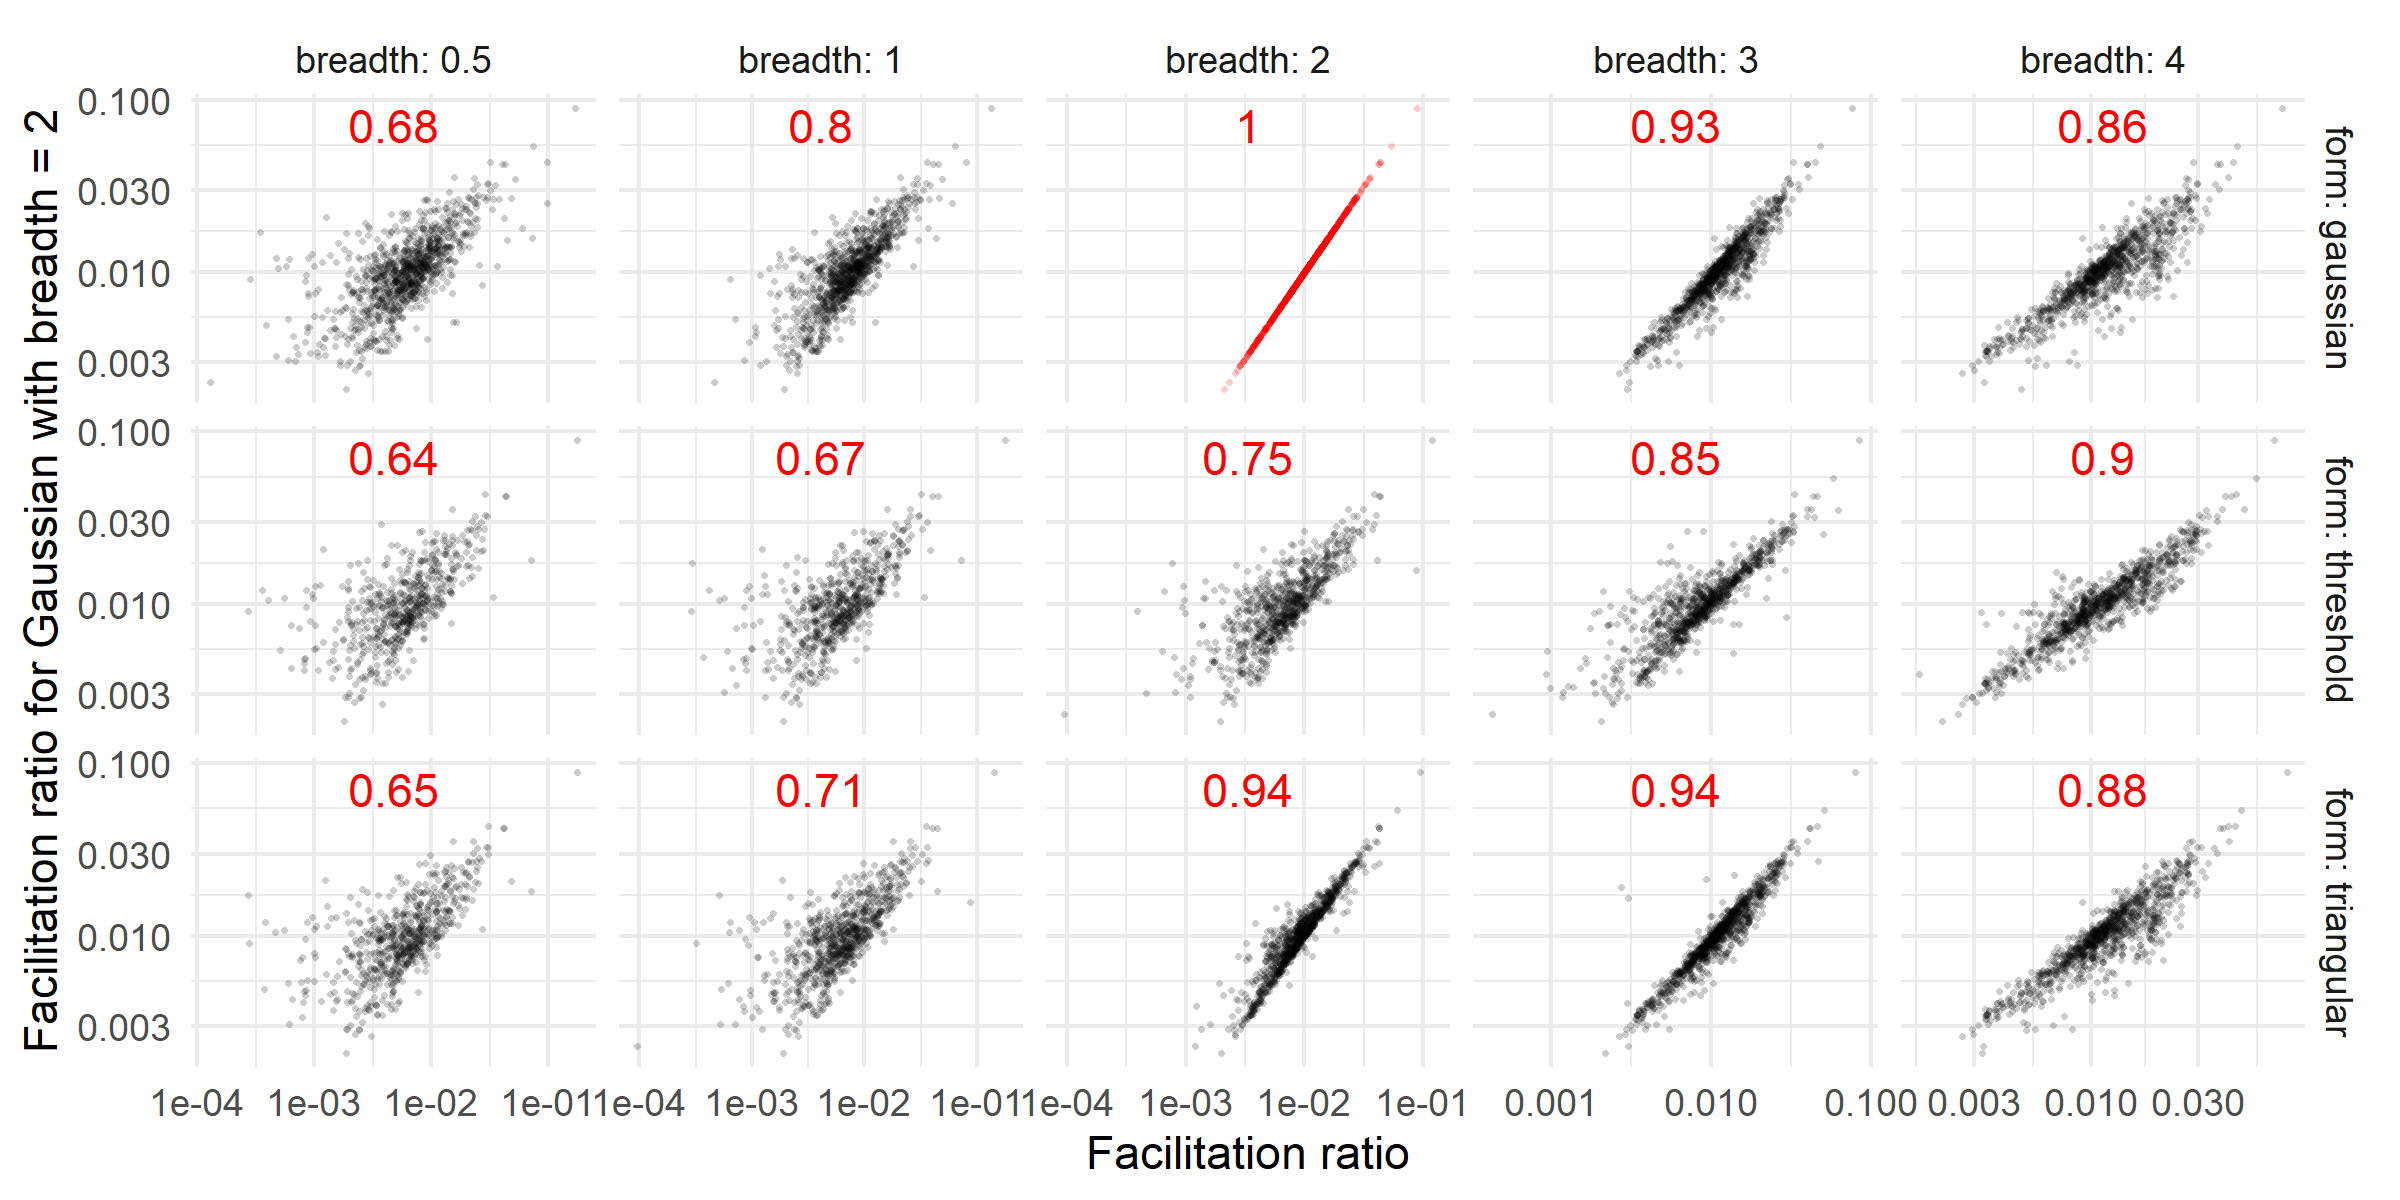 breadth: 0.5 breadth: 1 breadth: 2 breadth: 3 breadth: 4
Facilitation ratio for Gaussian with breadth = 2
0.100 0.68 0.8 1 0.93 0.86
0.030
0.010
0.003
form: gaussian
0.100 0.64 0.67 0.75 0.85 0.9
0.030
0.010
0.003
form: threshold
0.100 0.65 0.71 0.94 0.94 0.88
0.030
0.010
0.003
form: triangular
1e-04 1e-03 1e-02 1e-01 1e-04 1e-03 1e-02 1e-01 1e-04 1e-03 1e-02 1e-01 0.001 0.010 0.100 0.003 0.010 0.030
Facilitation ratio